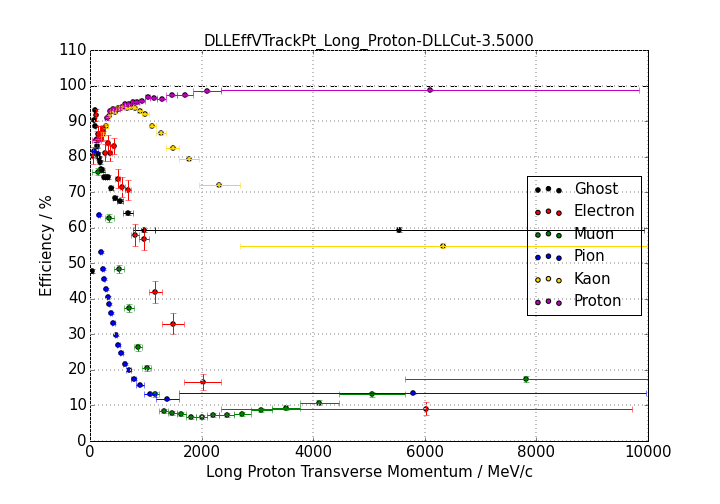 DLLEffVTrackPt_Long_Proton-DLLCut-3.5000
110
100
90
80
70
60
50
40
30
20
10
0
Efficiency / %
Ghost
Electron
Muon
Pion
Kaon
Proton
0 2000 4000 6000 8000 10000
Long Proton Transverse Momentum / MeV/c